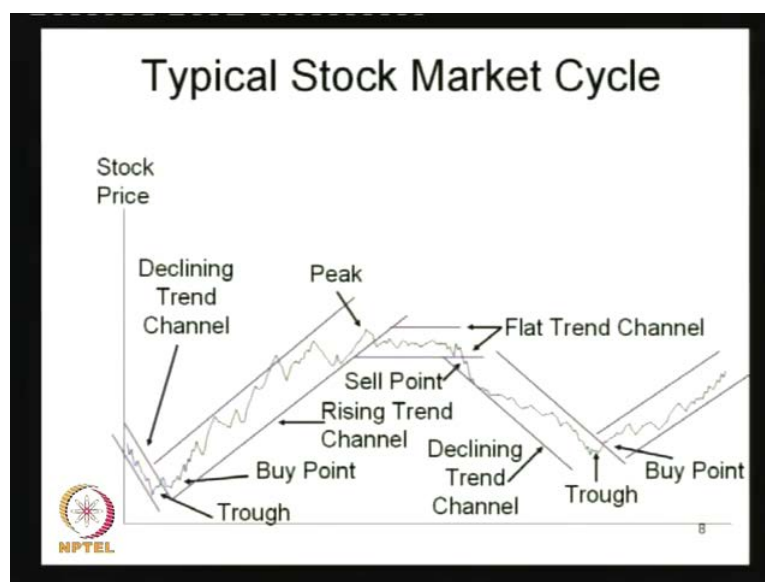 Typical Stock Market Cycle
Stock
Price
Declining
Trend
Channel
Peak
Flat Trend Channel
Sell Point
Rising Trend
Channel
Buy Point
Trough
Declining
Trend
Channel
Trough
Buy Point
8
NPTEL